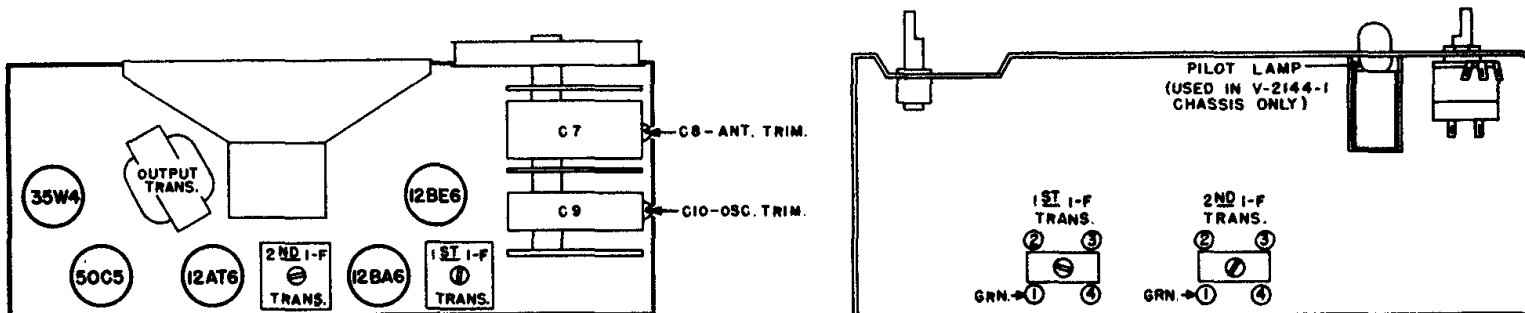 C7
C8-ANT. TRIM.
OUTPUT
TRANS.
35W4
12BE6
C9
C10-OSC. TRIM.
50C5
12AT6
2ND I-F
TRANS.
12BA6
1ST I-F
TRANS.
PILOT LAMP
(USED IN V-2144-1
CHASSIS ONLY)
1ST I-F
TRANS.
2 3
GRN. 1 4
2ND I-F
TRANS.
2 3
GRN. 1 4